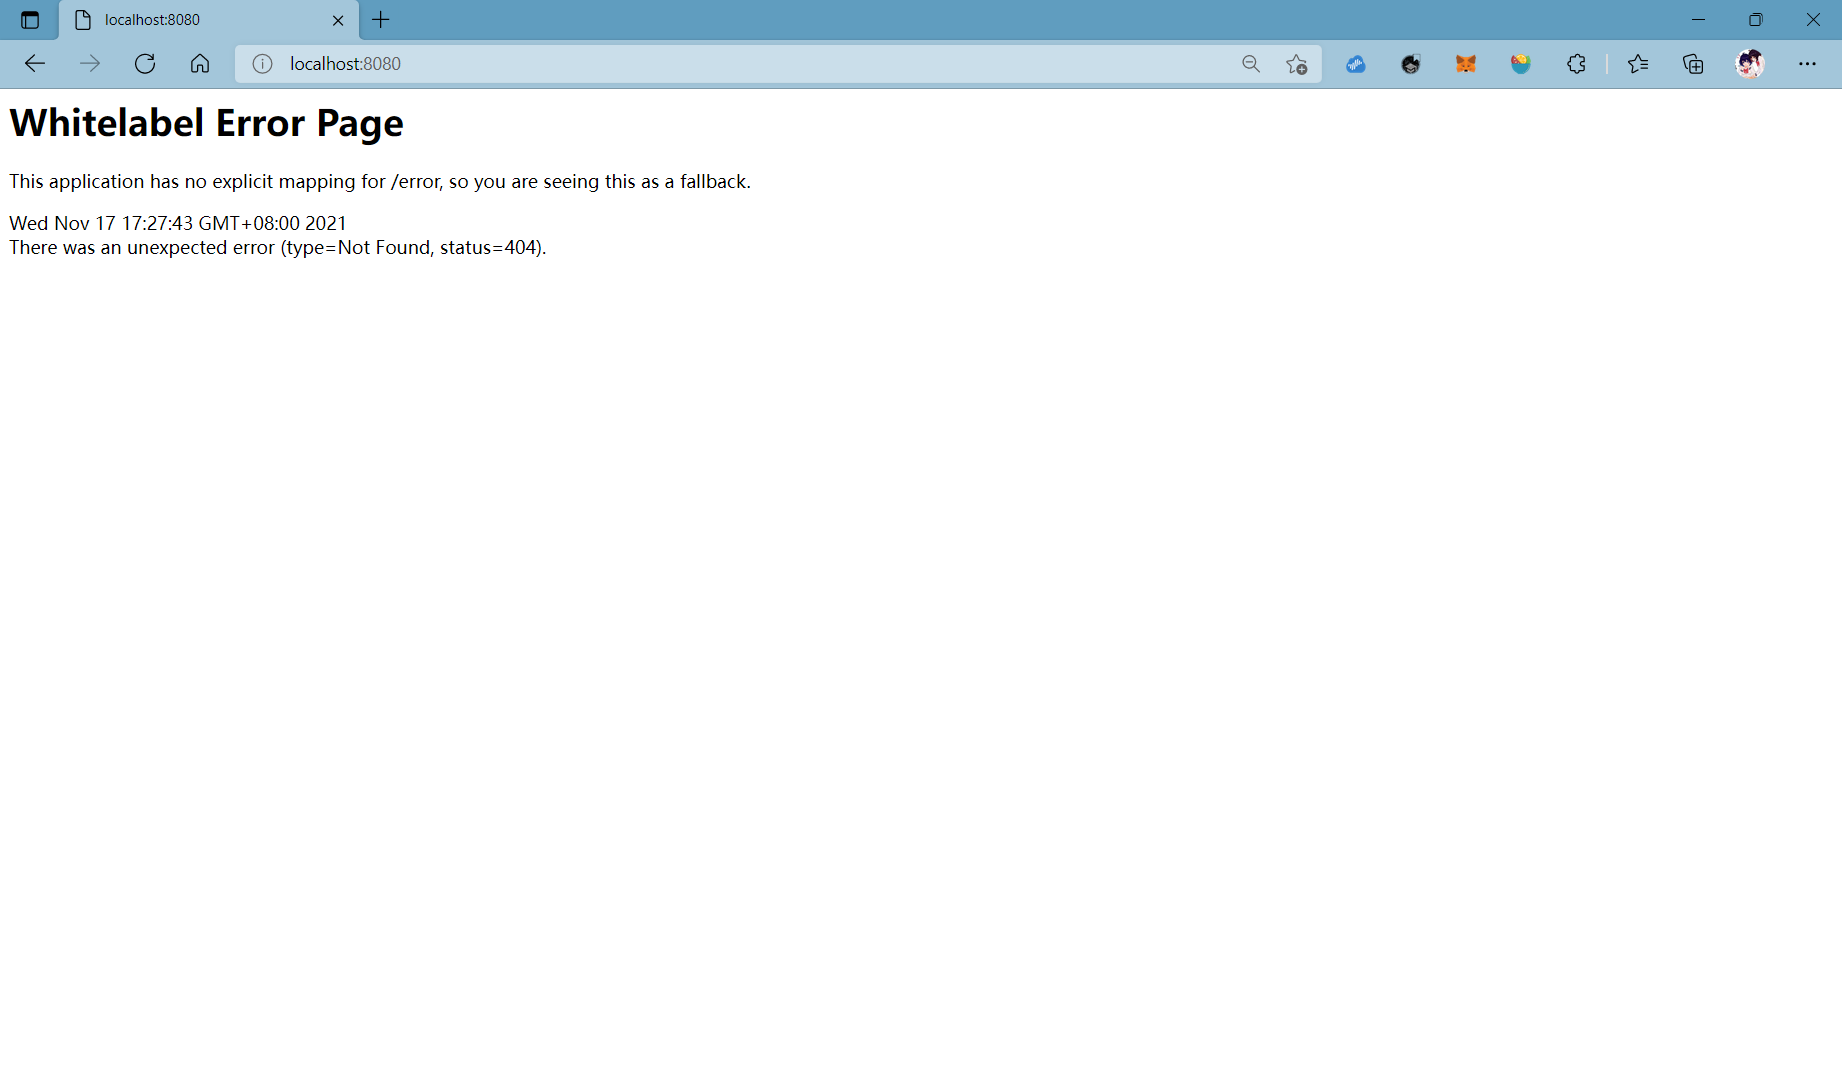 localhost:8080
localhost:8080
Whitelabel Error Page
This application has no explicit mapping for /error, so you are seeing this as a fallback.
Wed Nov 17 17:27:43 GMT+08:00 2021
There was an unexpected error (type=Not Found, status=404).